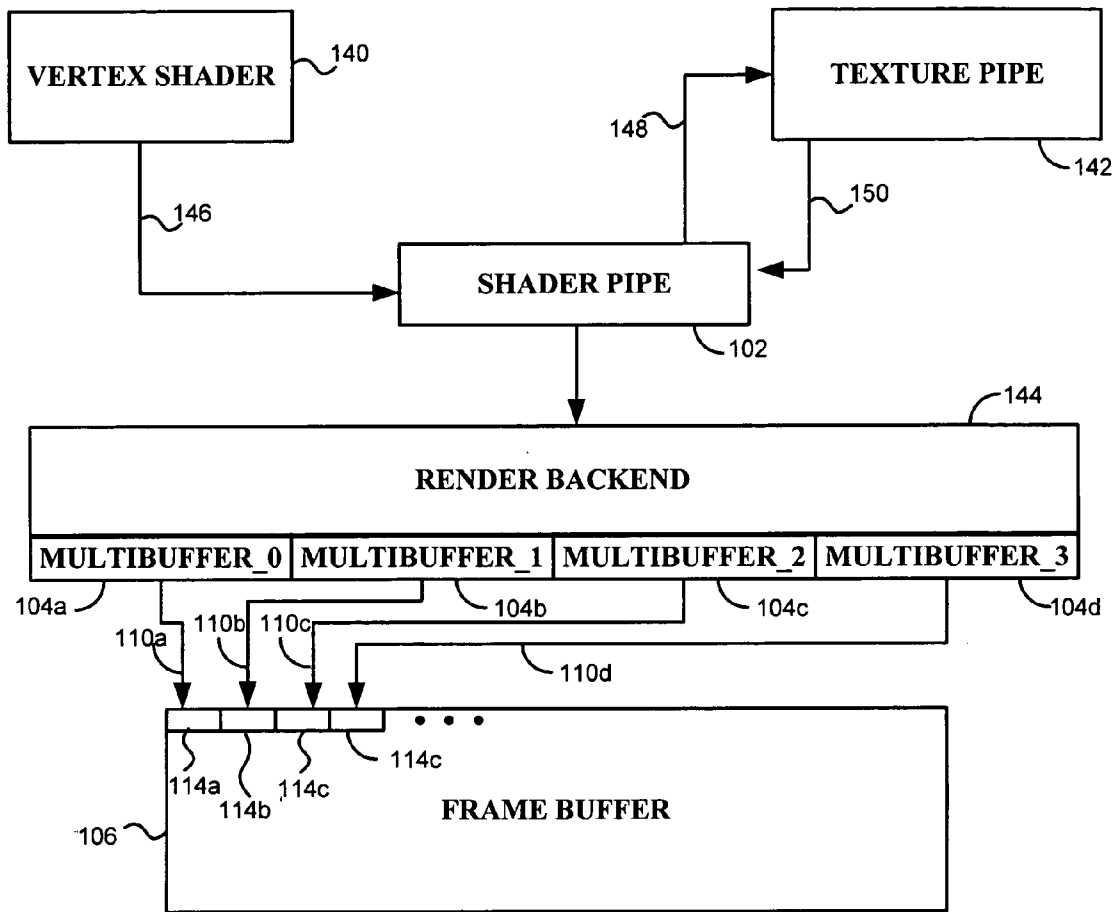 VERTEX SHADER
140
TEXTURE PIPE
142
148
150
146
SHADER PIPE
102
144
RENDER BACKEND
MULTIBUFFER_0
MULTIBUFFER_1
MULTIBUFFER_2
MULTIBUFFER_3
104a
104b
104c
104d
110a
110b
110c
110d
114a
114b
114c
114c
FRAME BUFFER
106